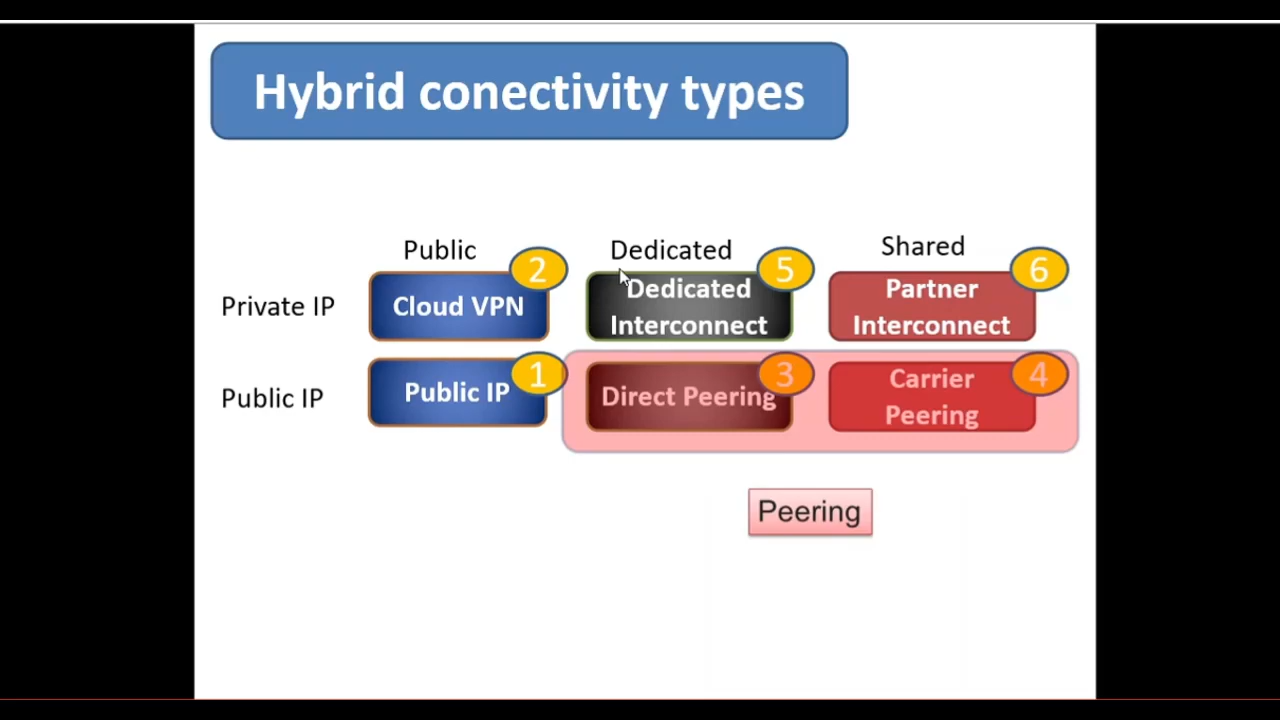 Hybrid conectivity types
Public
Dedicated
Shared
2
5
6
Private IP
Cloud VPN
Dedicated
Interconnect
Partner
Interconnect
1
3
4
Public IP
Public IP
Direct Peering
Carrier
Peering
Peering